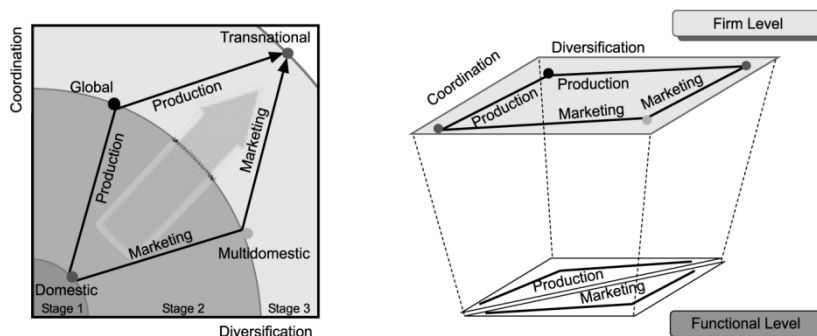 Coordination
Transnational
Global
Production
Production
Marketing
Marketing
Multidomestic
Domestic
Stage 1
Stage 2
Stage 3
Diversification
Firm Level
Diversification
Coordination
Production
Production
Marketing
Marketing
Production
Marketing
Functional Level